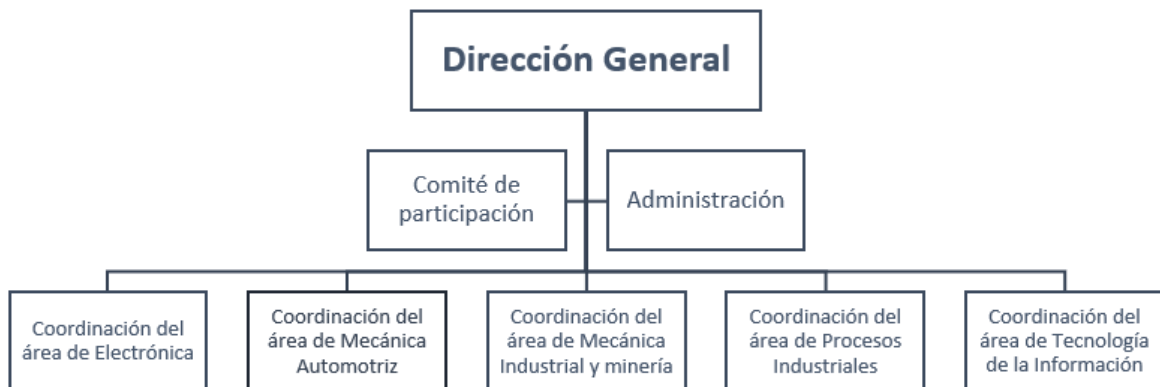 Dirección General
Comité de
participación
Administración
Coordinación del
área de Electrónica
Coordinación del
área de Mecánica
Automotriz
Coordinación del
área de Mecánica
Industrial y minería
Coordinación del
área de Procesos
Industriales
Coordinación del
área de Tecnología
de la Información